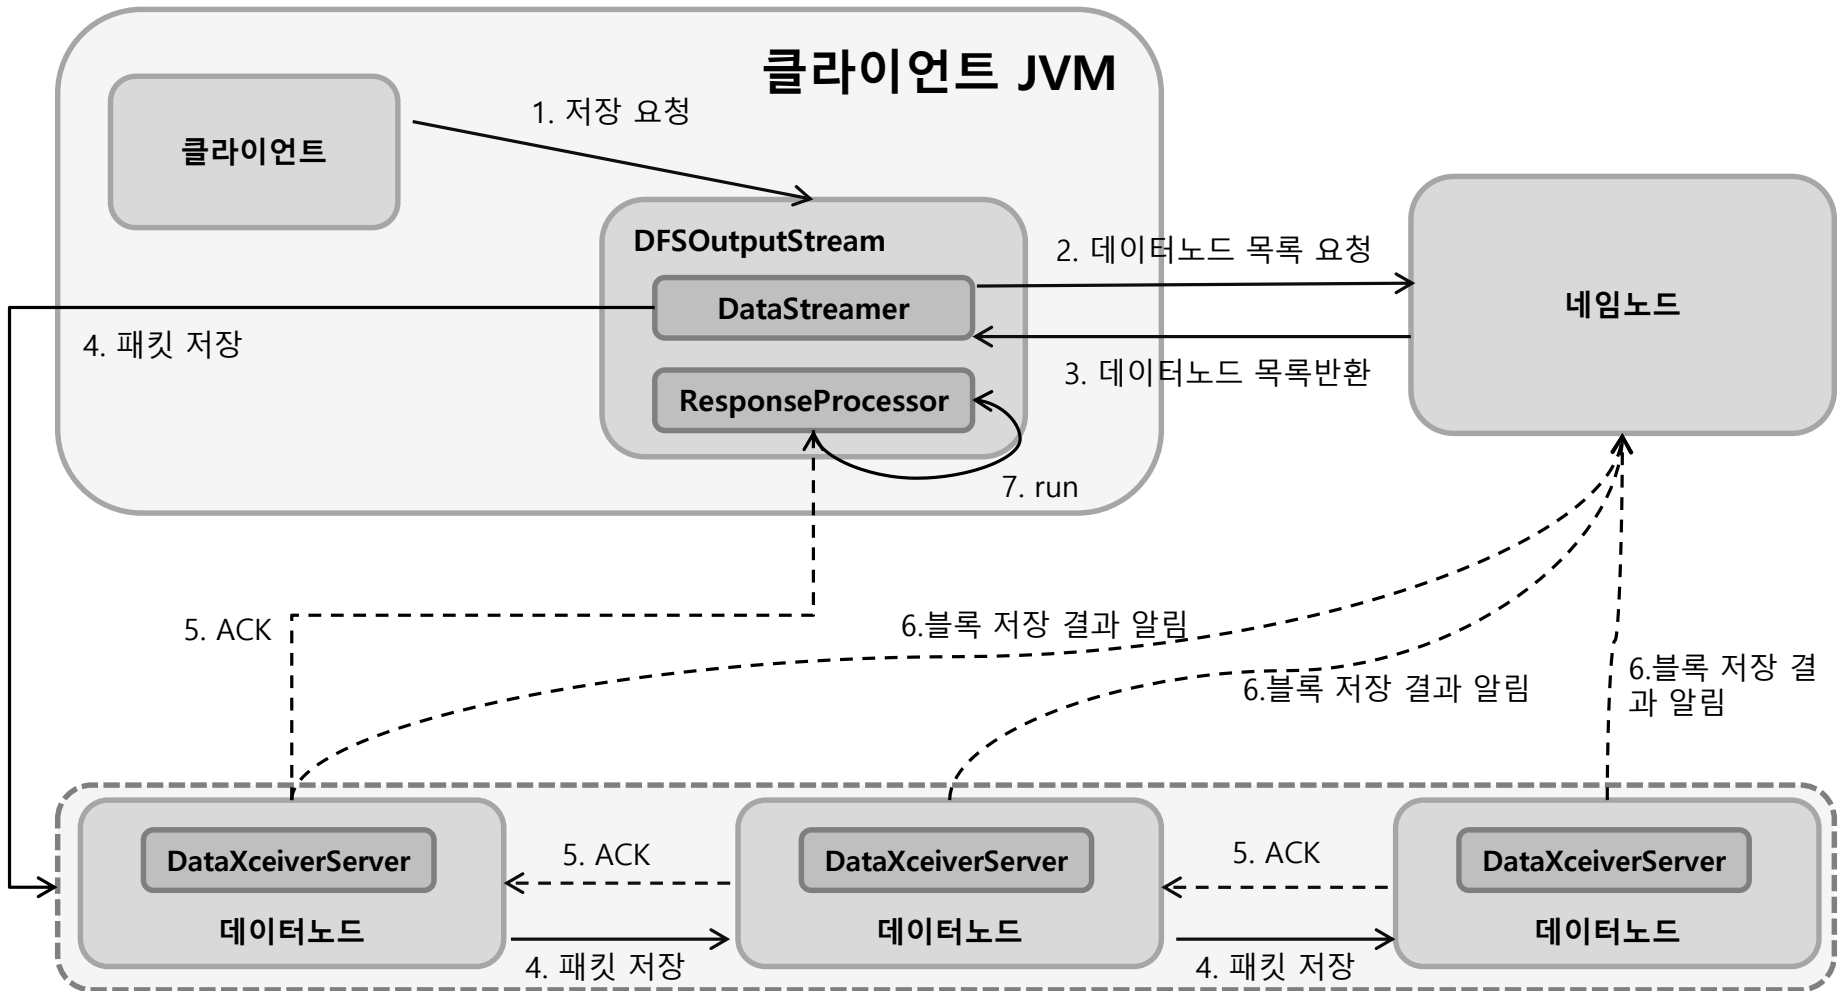 클라이언트 JVM
클라이언트
1. 저장 요청
DFSOutputStream
DataStreamer
ResponseProcessor
2. 데이터노드 목록 요청
3. 데이터노드 목록반환
네임노드
4. 패킷 저장
7. run
5. ACK
6.블록 저장 결과 알림
6.블록 저장 결과 알림
6.블록 저장 결
과 알림
DataXceiverServer
데이터노드
5. ACK
4. 패킷 저장
DataXceiverServer
데이터노드
5. ACK
4. 패킷 저장
DataXceiverServer
데이터노드